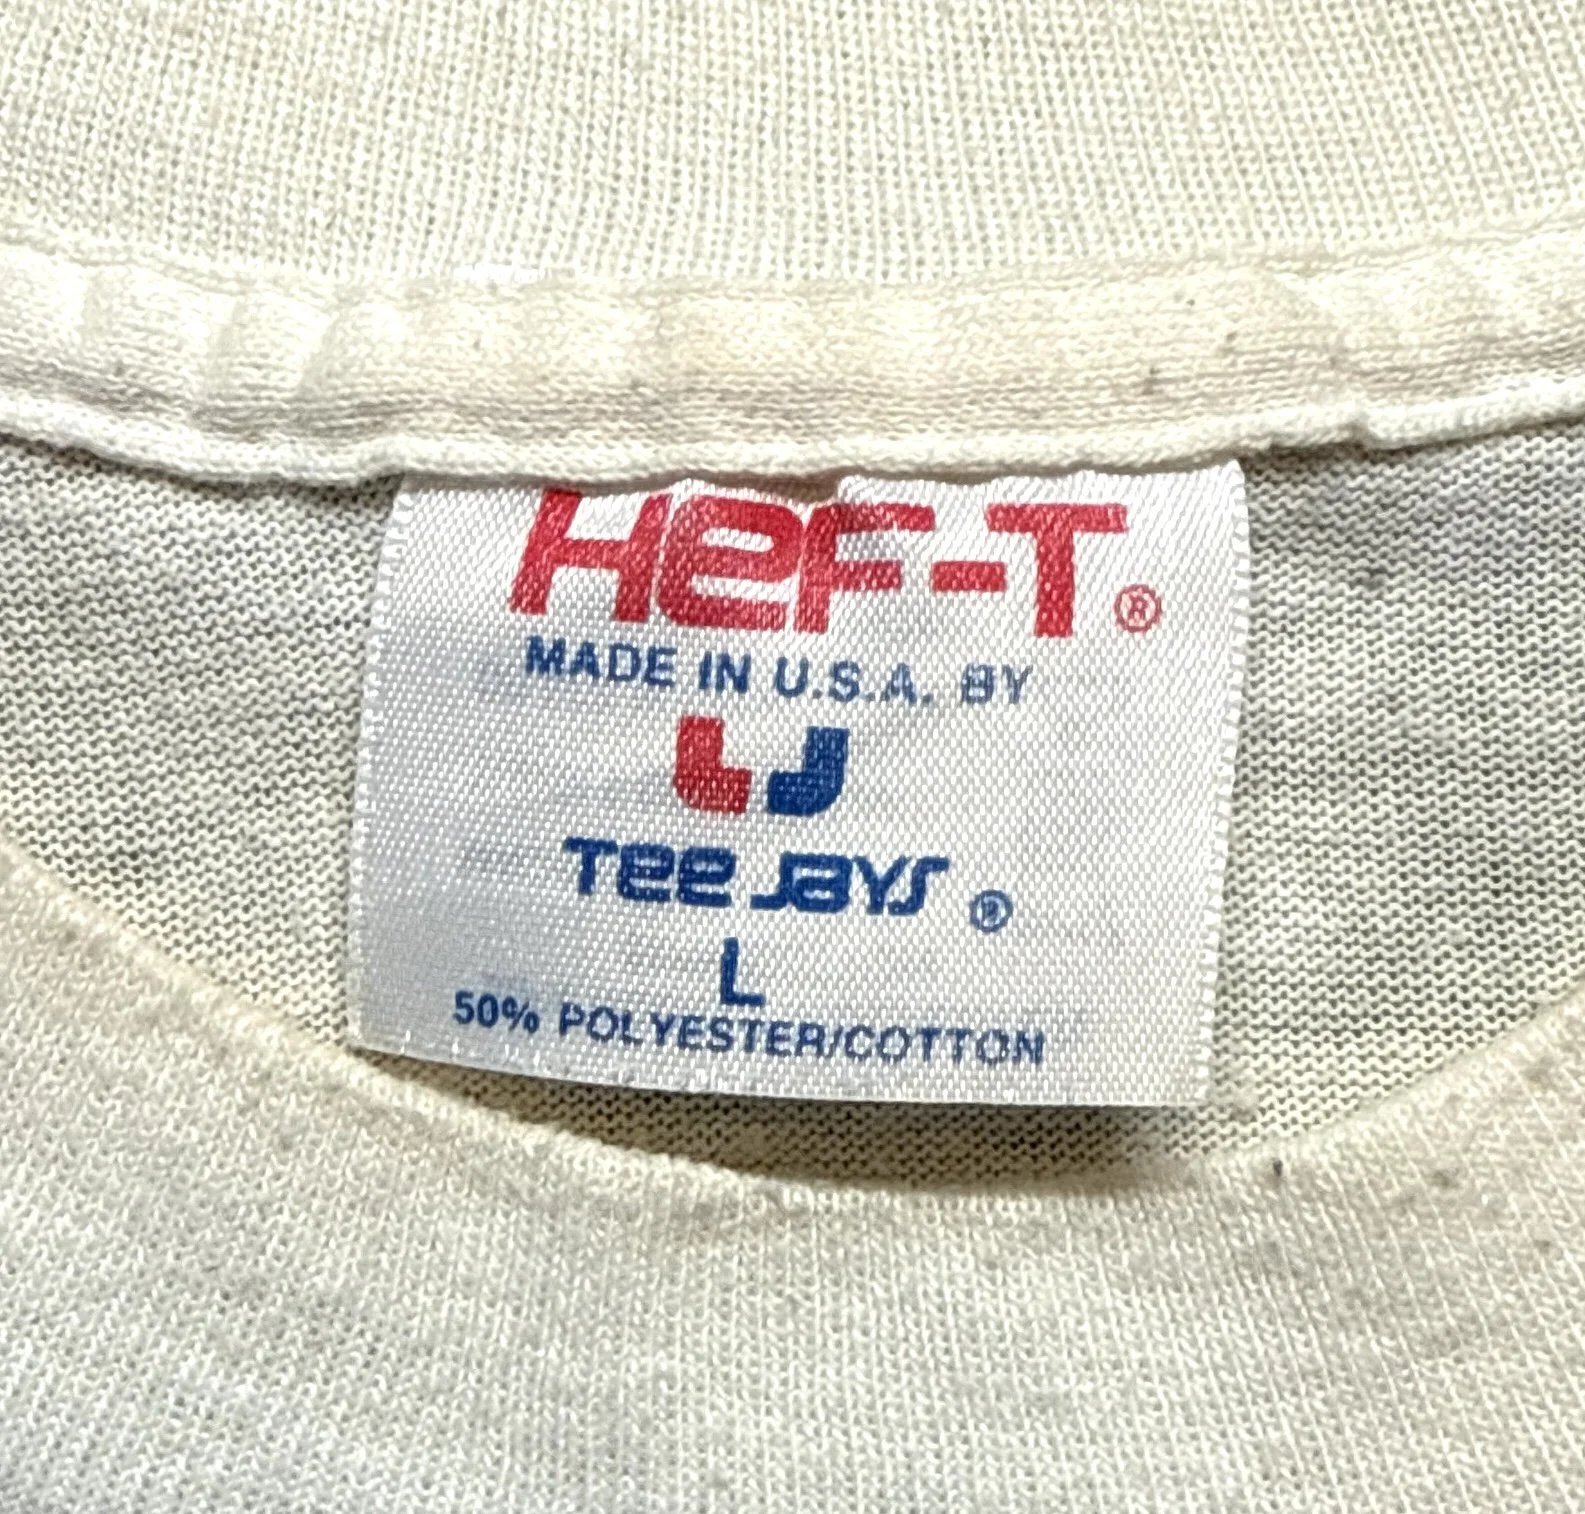 HeF-T®
MADE IN U.S.A. BY
Tee JAYS ®
L
50% POLYESTER/COTTON